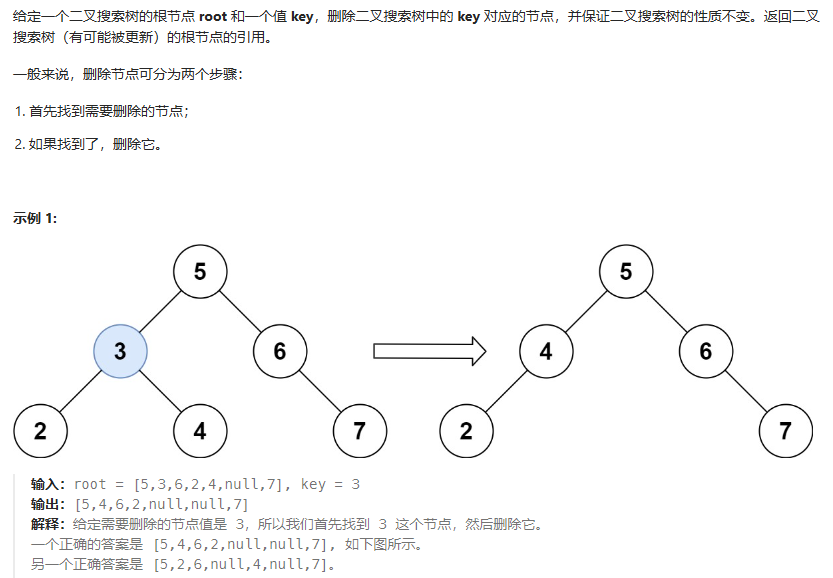 给定一个二叉搜索树的根节点 root 和一个值 key，删除二叉搜索树中的 key 对应的节点，并保证二叉搜索树的性质不变。返回二叉
搜索树（有可能被更新）的根节点的引用。
一般来说，删除节点可分为两个步骤：
1. 首先找到需要删除的节点；
2. 如果找到了，删除它。
示例 1:
5
5
3
6
4
6
2
4
7
2
7
输入：root = [5,3,6,2,4,null,7], key = 3
输出：[5,4,6,2,null,null,7]
解释：给定需要删除的节点值是 3，所以我们首先找到 3 这个节点，然后删除它。
一个正确的答案是 [5,4,6,2,null,null,7], 如下图所示。
另一个正确答案是 [5,2,6,null,4,null,7]。